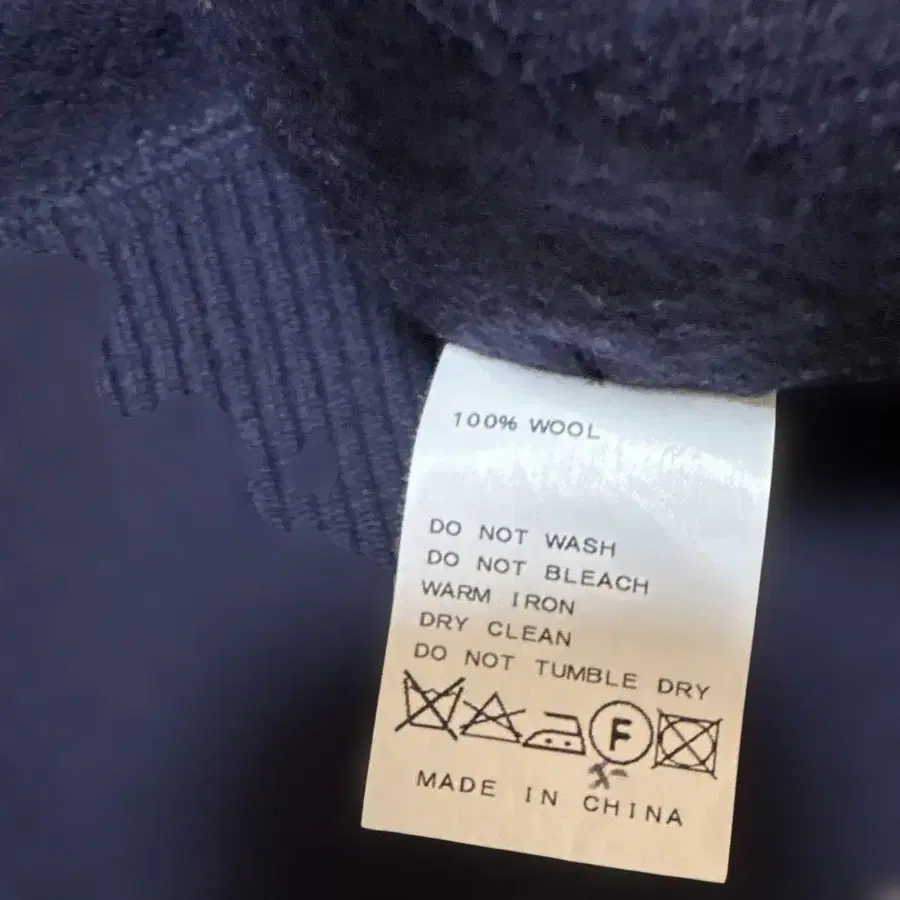 100% WOOL
DO NOT WASH
DO NOT BLEACH
WARM IRON
DRY CLEAN
DO NOT TUMBLE DRY
F
MADE IN CHINA